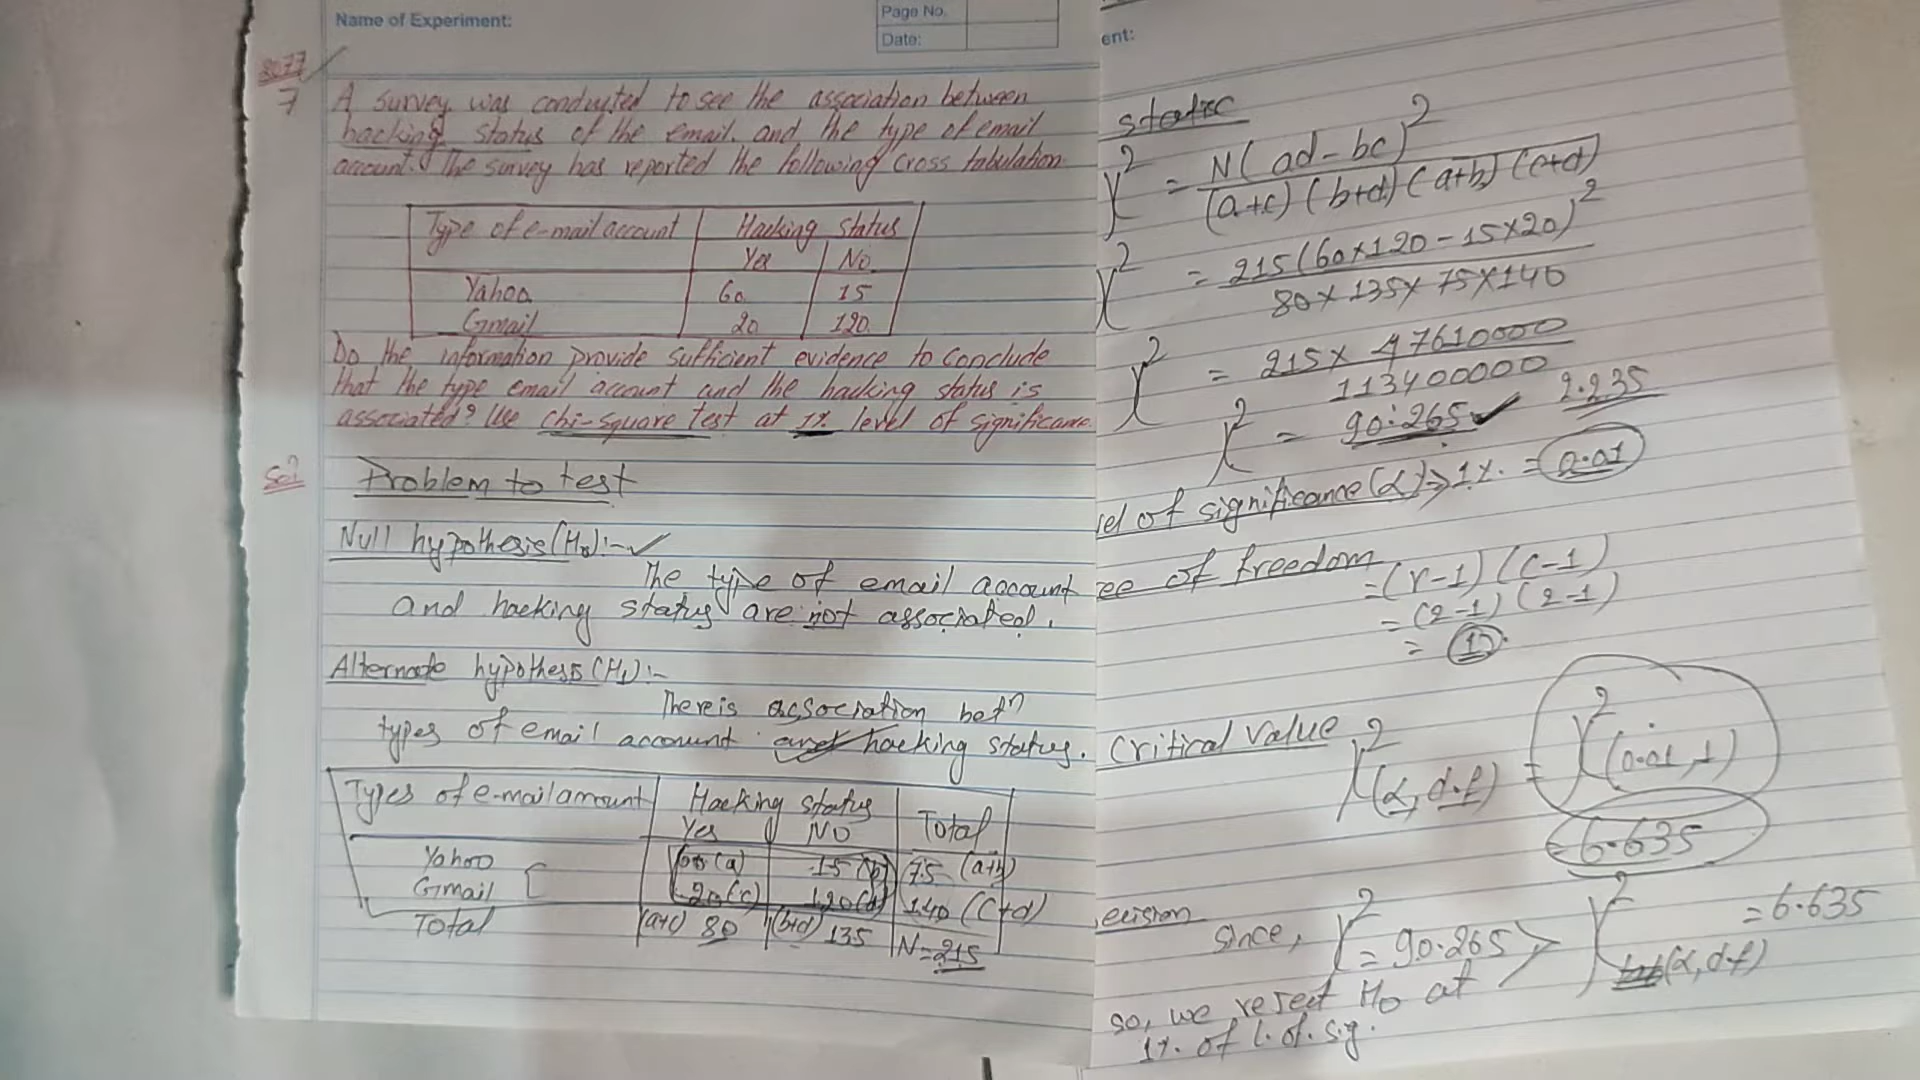 Name of Experiment:
Page No.
Date:
2077
7
A survey was conducted to see the association between
hacking status of the email. and the type of email
account. The survey has reported the following cross tabulation
Type of e-mail account Hacking status
Yes No
Yahoo 60 15
Gmail 20 120
Do the information provide sufficient evidence to conclude
that the type email account and the hacking status is
associated? Use Chi-square test at 1% level of significance.
Sol
Problem to test
Null hypothesis (H0):-
The type of email account
and hacking status are not associated.
Alternate hypothesis (H1):-
There is association betn
types of email account and hacking status.
Types of e-mail amount Hacking status Total
Yes No
Yahoo 60 (a) 15 (b) 75 (a+b)
Gmail 20 (c) 120 (d) 140 (c+d)
Total (a+c) 80 (b+d) 135 N=215
ent:
static
χ² = N(ad-bc)² / (a+c)(b+d)(a+b)(c+d)
χ² = 215(60×120-15×20)² / 80×135×75×140
χ² = 215× 47610000 / 113400000
χ² = 90.265 2.235
el of significance (α) => 1%. = 0.01
ee of freedom = (r-1) (c-1)
= (2-1) (2-1)
= 1
Critical value χ²(α, d.f) = χ²(0.01, 1)
= 6.635
ecision
since, χ² = 90.265 > χ²(α, d.f) = 6.635
so, we reject H0 at
1%. of l. of. sig.